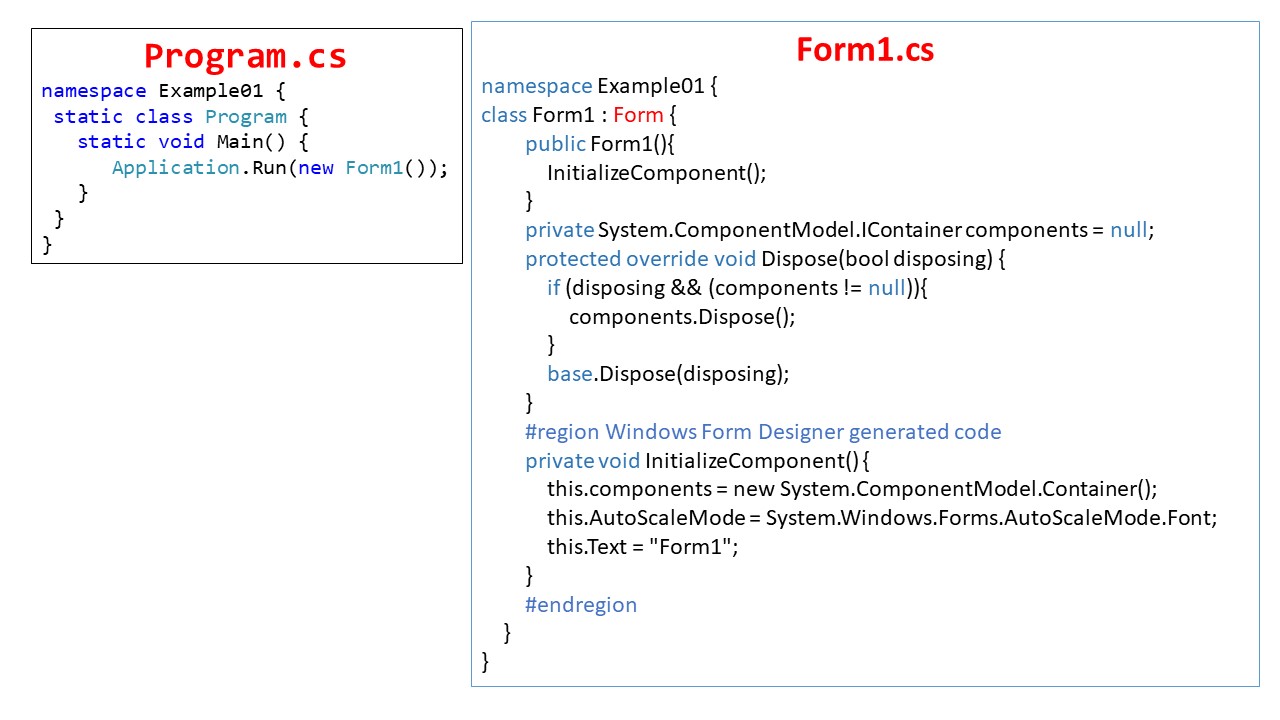 Program.cs
namespace Example01 {
static class Program {
static void Main() {
Application.Run(new Form1());
}
}
}
Form1.cs
namespace Example01 {
class Form1 : Form {
public Form1(){
InitializeComponent();
}
private System.ComponentModel.IContainer components = null;
protected override void Dispose(bool disposing) {
if (disposing && (components != null)){
components.Dispose();
}
base.Dispose(disposing);
}
#region Windows Form Designer generated code
private void InitializeComponent() {
this.components = new System.ComponentModel.Container();
this.AutoScaleMode = System.Windows.Forms.AutoScaleMode.Font;
this.Text = "Form1";
}
#endregion
}
}